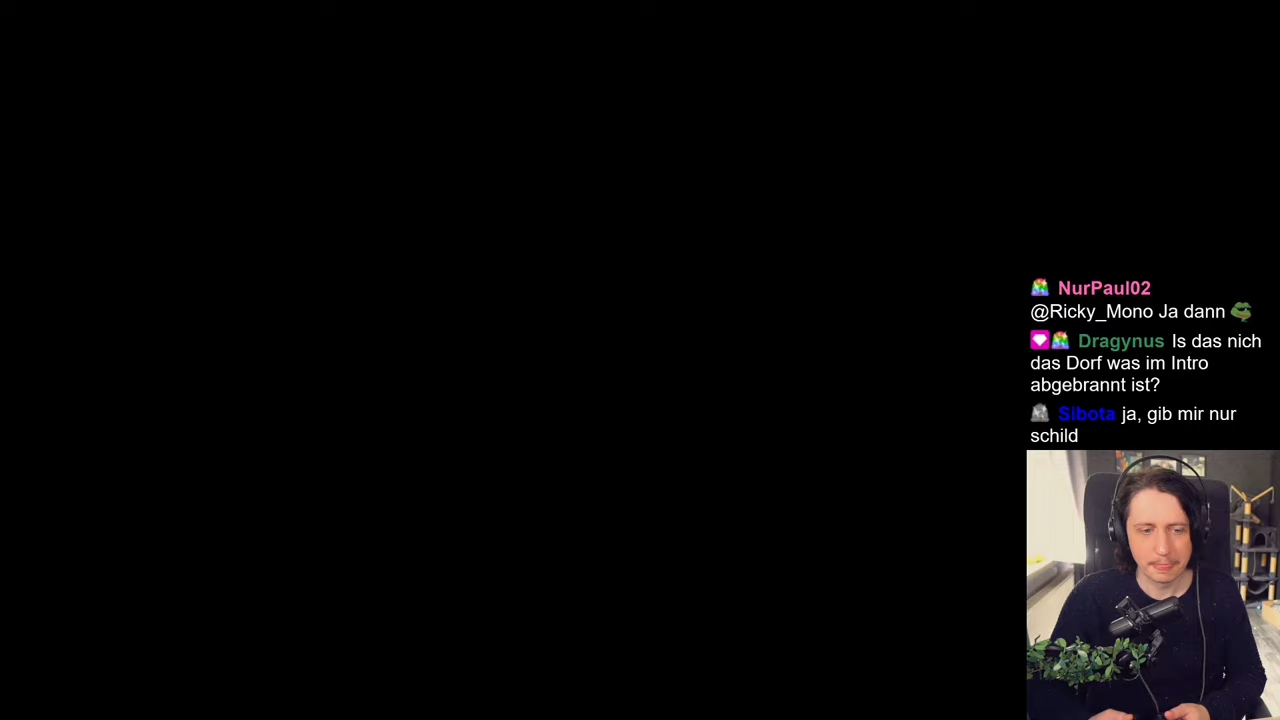 NurPaul02
@Ricky_Mono Ja dann
Dragynus Is das nich
das Dorf was im Intro
abgebrannt ist?
Sibota ja, gib mir nur
schild